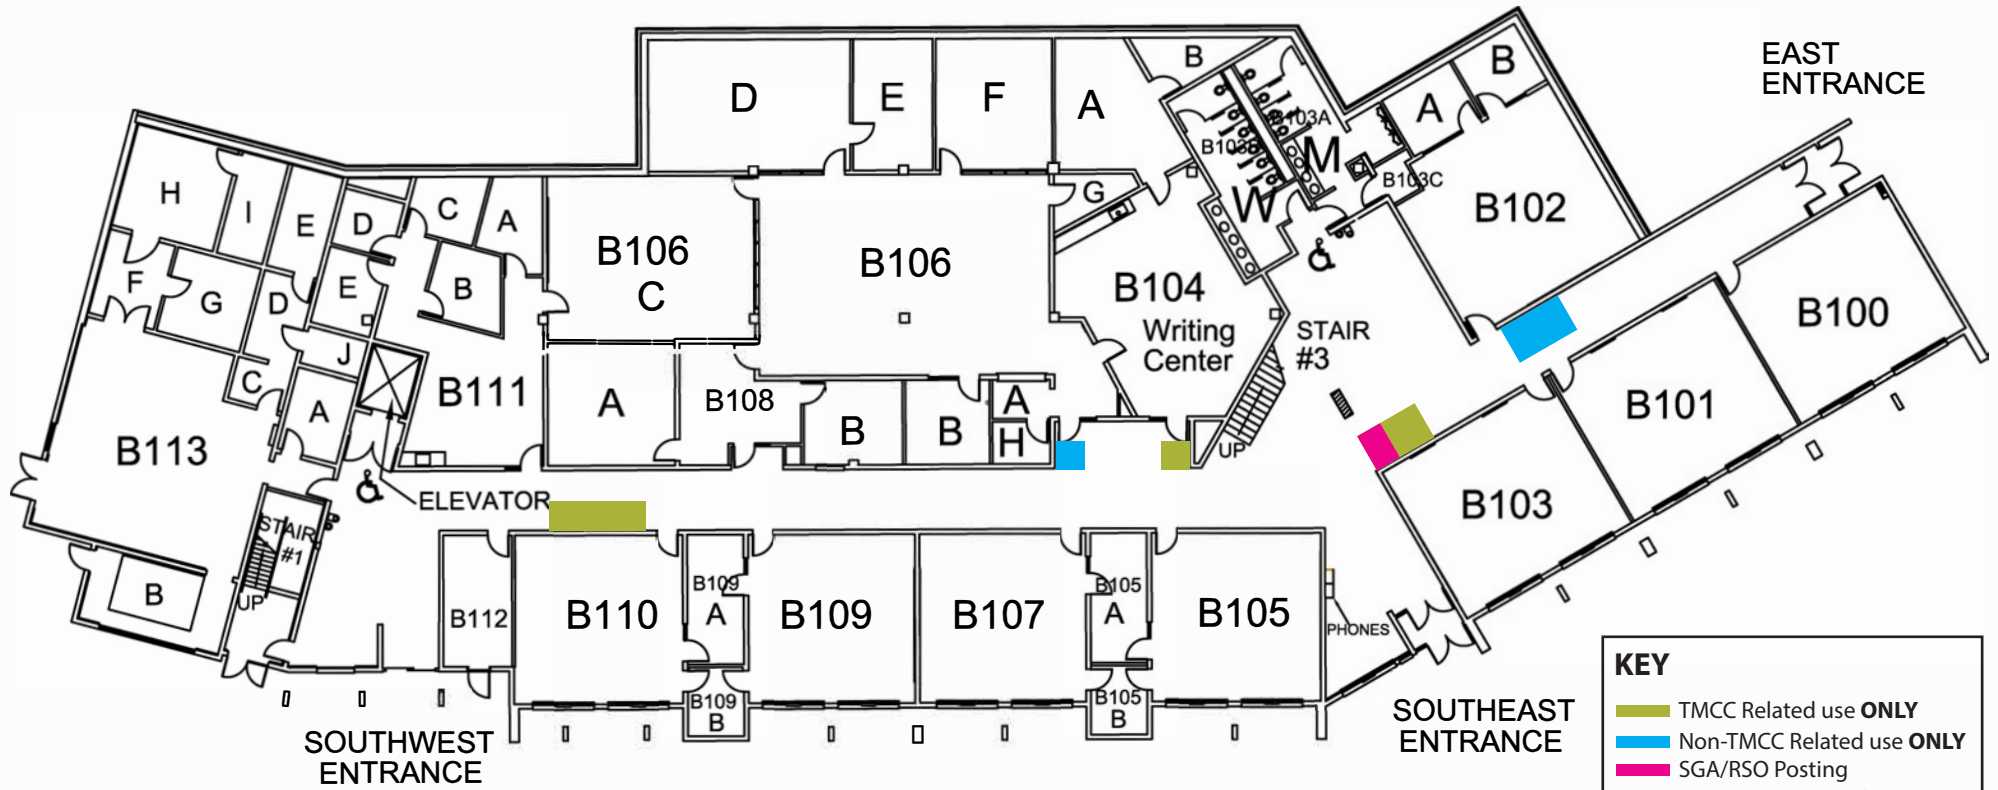 EAST
ENTRANCE
B
B
D
E
F
A
A
B103A
M
B103B
B103C
H
I
E
D
C
A
G
W
B102
B106
C
B106
B104
Writing
Center
F
G
D
E
B
B100
STAIR
#3
J
C
A
B111
A
B108
B
B
A
H
B101
B113
UP
ELEVATOR
B103
STAIR
#1
B
UP
B112
B110
B109
A
B109
B107
B105
A
B105
PHONES
B109
B
B105
B
SOUTHWEST
ENTRANCE
SOUTHEAST
ENTRANCE
KEY
TMCC Related use ONLY
Non-TMCC Related use ONLY
SGA/RSO Posting